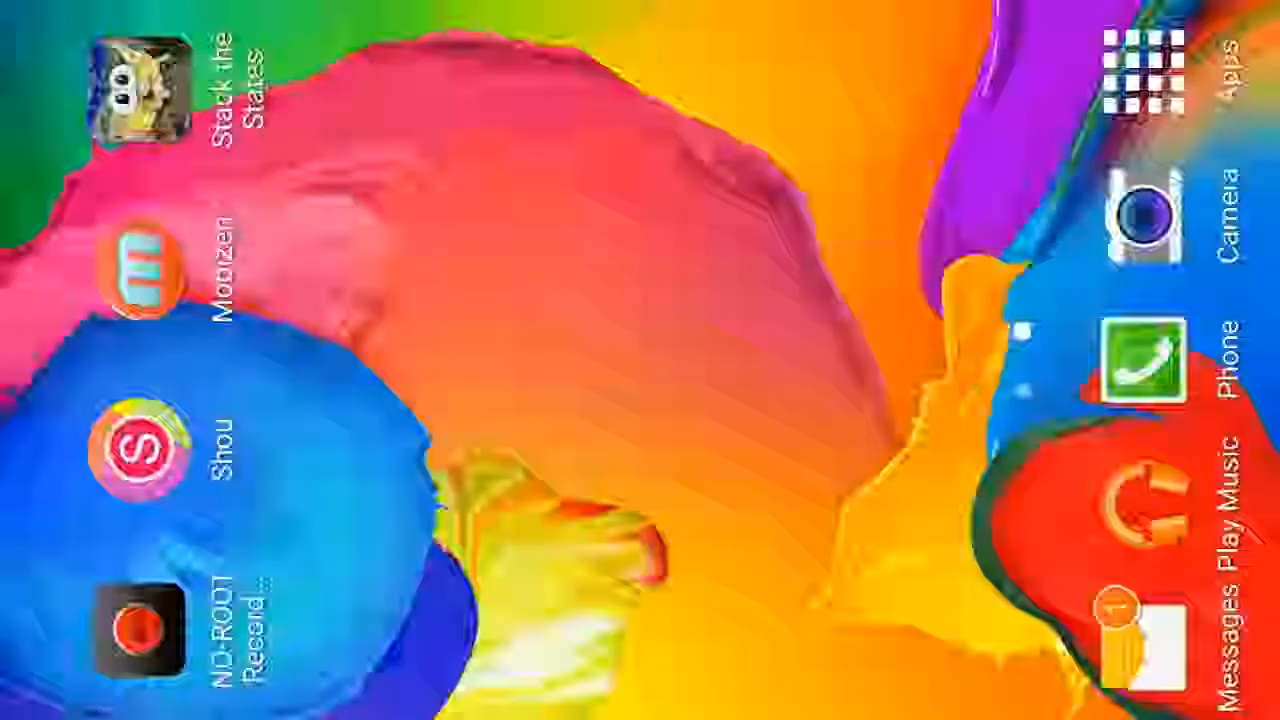 NO-ROOT
Record...
Shou
Mobizen
Stack the
States
1
Messages
Play Music
Phone
Camera
Apps